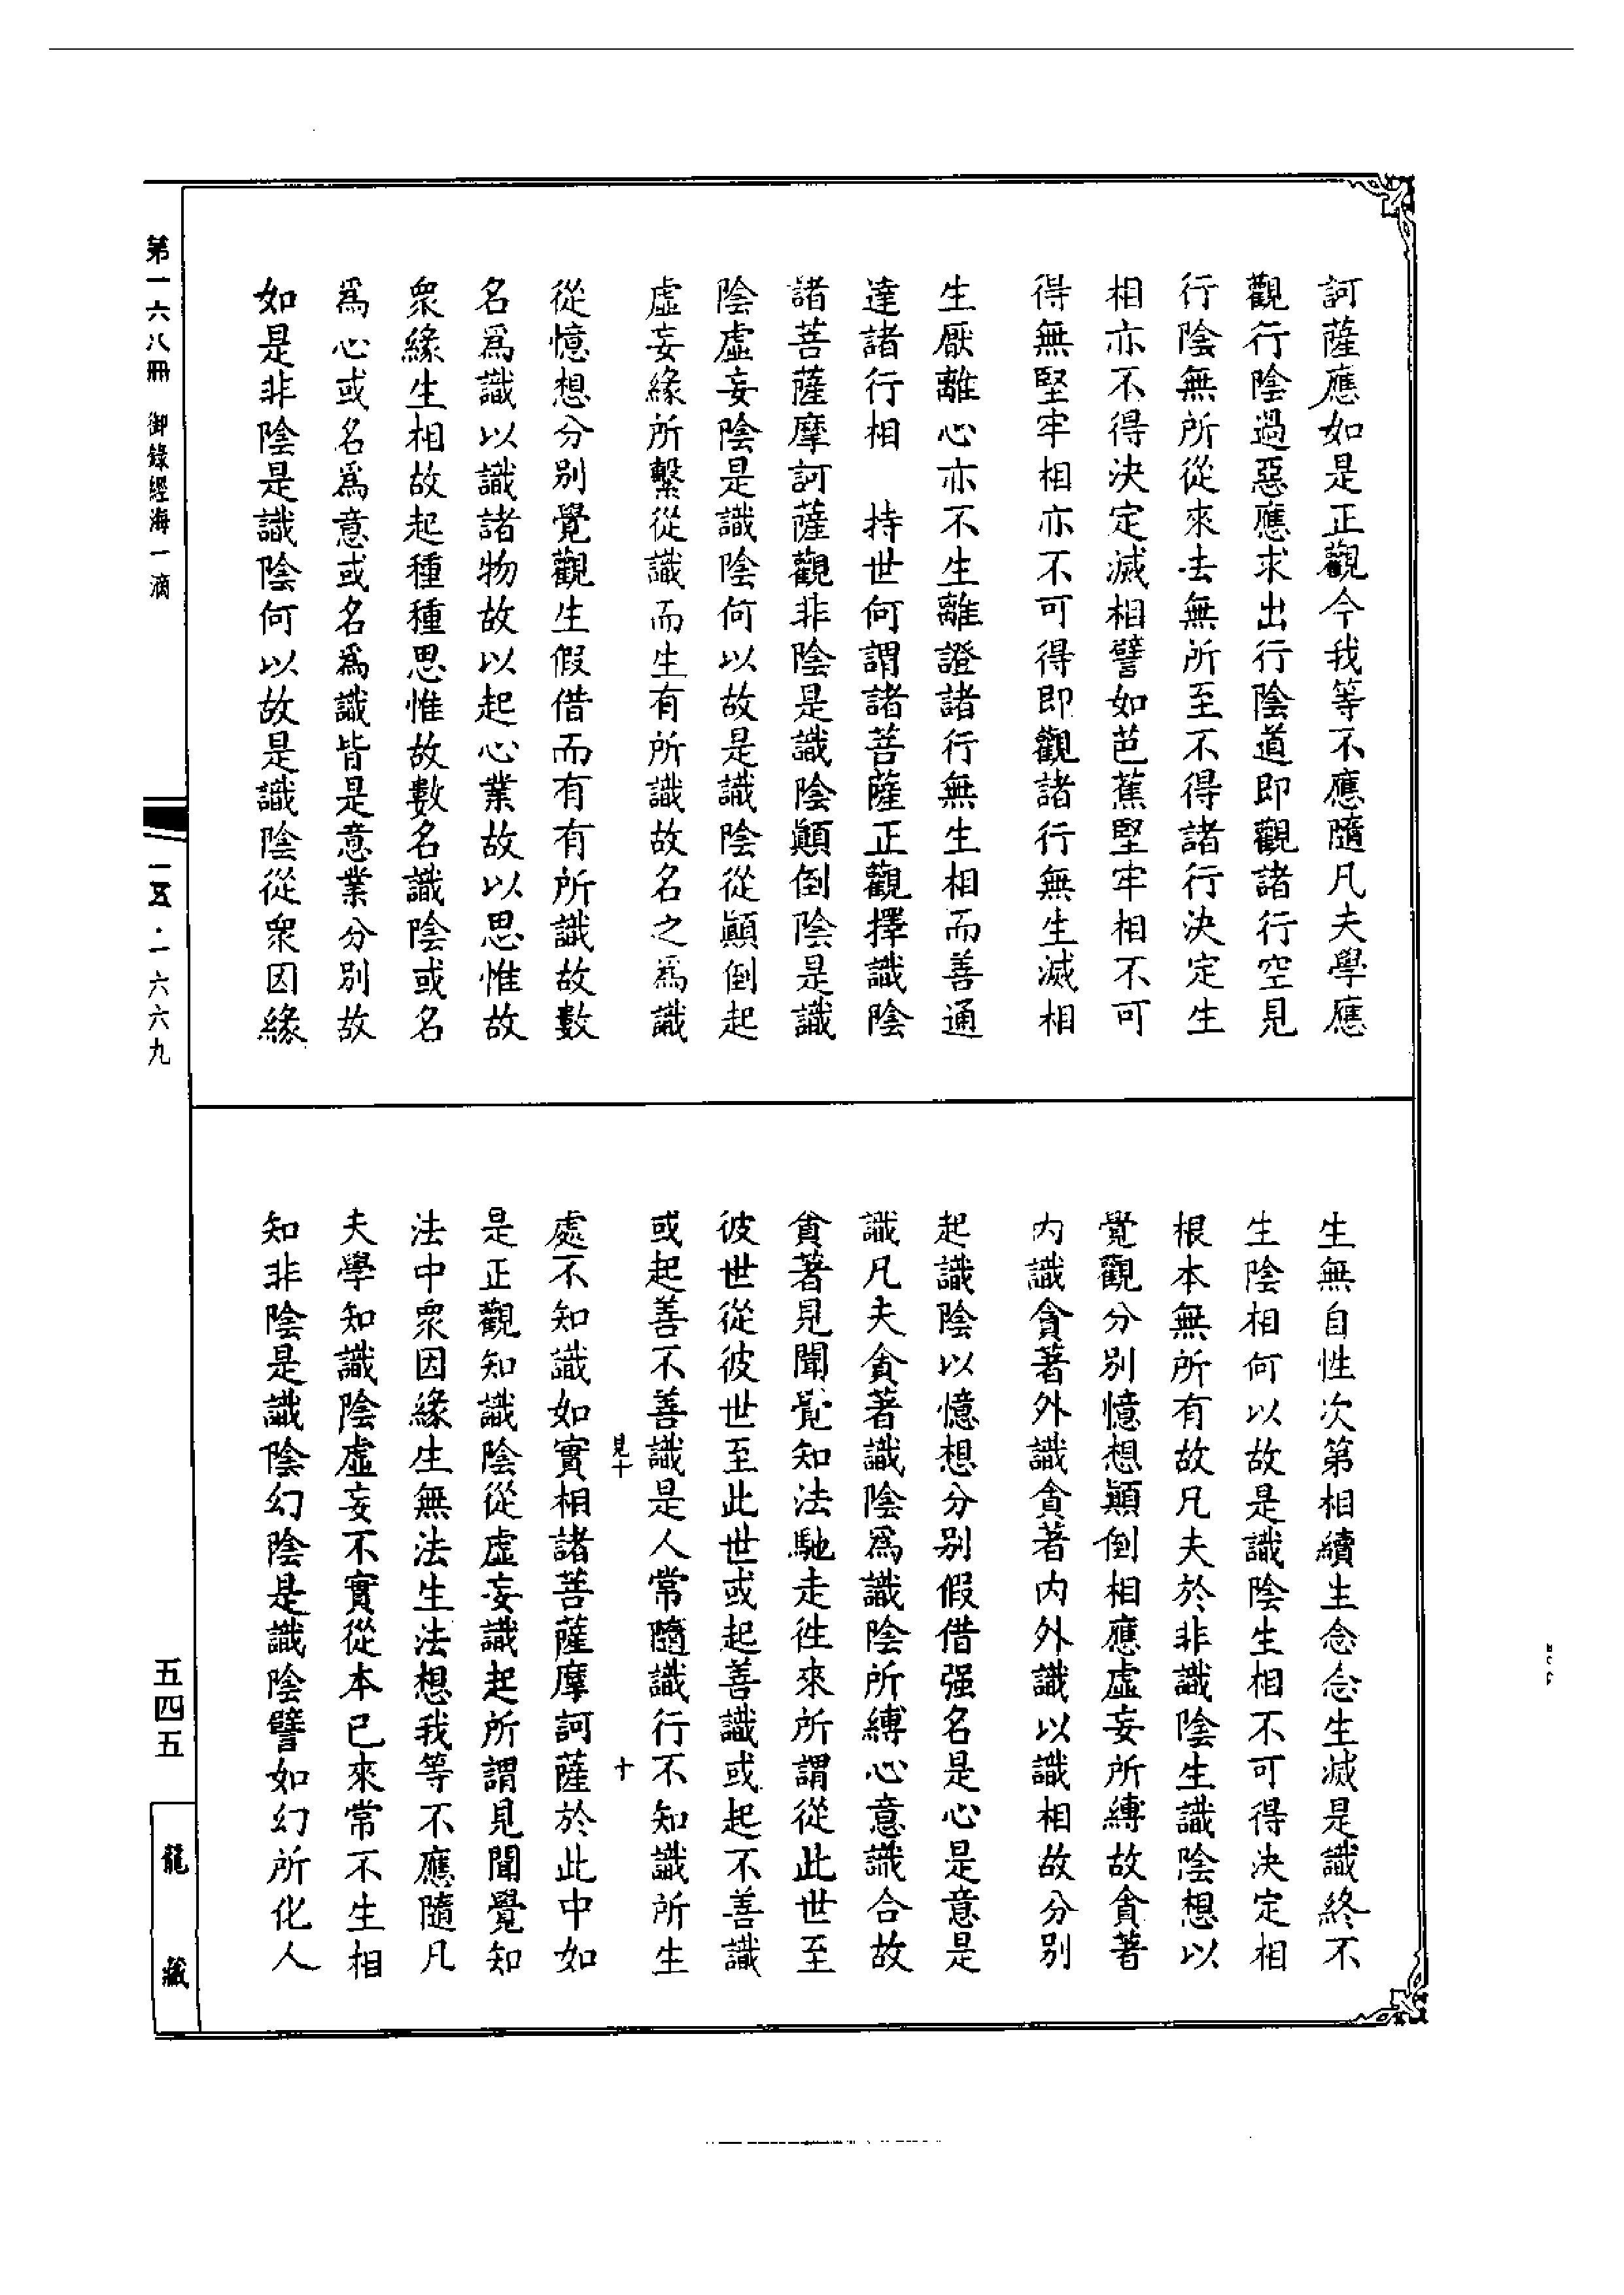 訶薩應如是正觀今我等不應隨凡夫學應
觀行陰過惡應求出行陰道即觀諸行空見
行陰無所從來去無所至不得諸行決定生
相亦不得決定滅相譬如芭蕉堅牢相不可
得無堅牢相亦不可得即觀諸行無生滅相
生厭離心亦不生離證諸行無生相而善通
達諸行相　持世何謂諸菩薩正觀擇識陰
諸菩薩摩訶薩觀非陰是識陰顛倒陰是識
陰虛妄陰是識陰何以故是識陰從顛倒起
虛妄緣所繫從識而生有所識故名之為識
從憶想分別覺觀生假借而有有所識故數
名為識以識諸物故以起心業故以思惟故
眾緣生相故起種種思惟故數名識陰或名
為心或名為意或名為識皆是意業分別故
如是非陰是識陰何以故是識陰從眾因緣
生無自性次第相續生念念生滅是識終不
生陰相何以故是識陰生相不可得決定相
根本無所有故凡夫於非識陰生識陰想以
覺觀分別憶想顛倒相應虛妄所縛故貪著
內識貪著外識貪著內外識以識相故分別
起識陰以憶想分別假借强名是心是意是
識凡夫貪著識陰為識陰所縛心意識合故
貪著見聞覺知法馳走往來所謂從此世至
彼世從彼世至此世或起善識或起不善識
或起善不善識是人常隨識行不知識所生
見十　十
處不知識如實相諸菩薩摩訶薩於此中如
是正觀知識陰從虛妄識起所謂見聞覺知
法中眾因緣生無法生法想我等不應隨凡
夫學知識陰虛妄不實從本已來常不生相
知非陰是識陰幻陰是識陰譬如幻所化人
第一六八冊　御錄經海一滴
一五·一六六九
五四五
龍藏